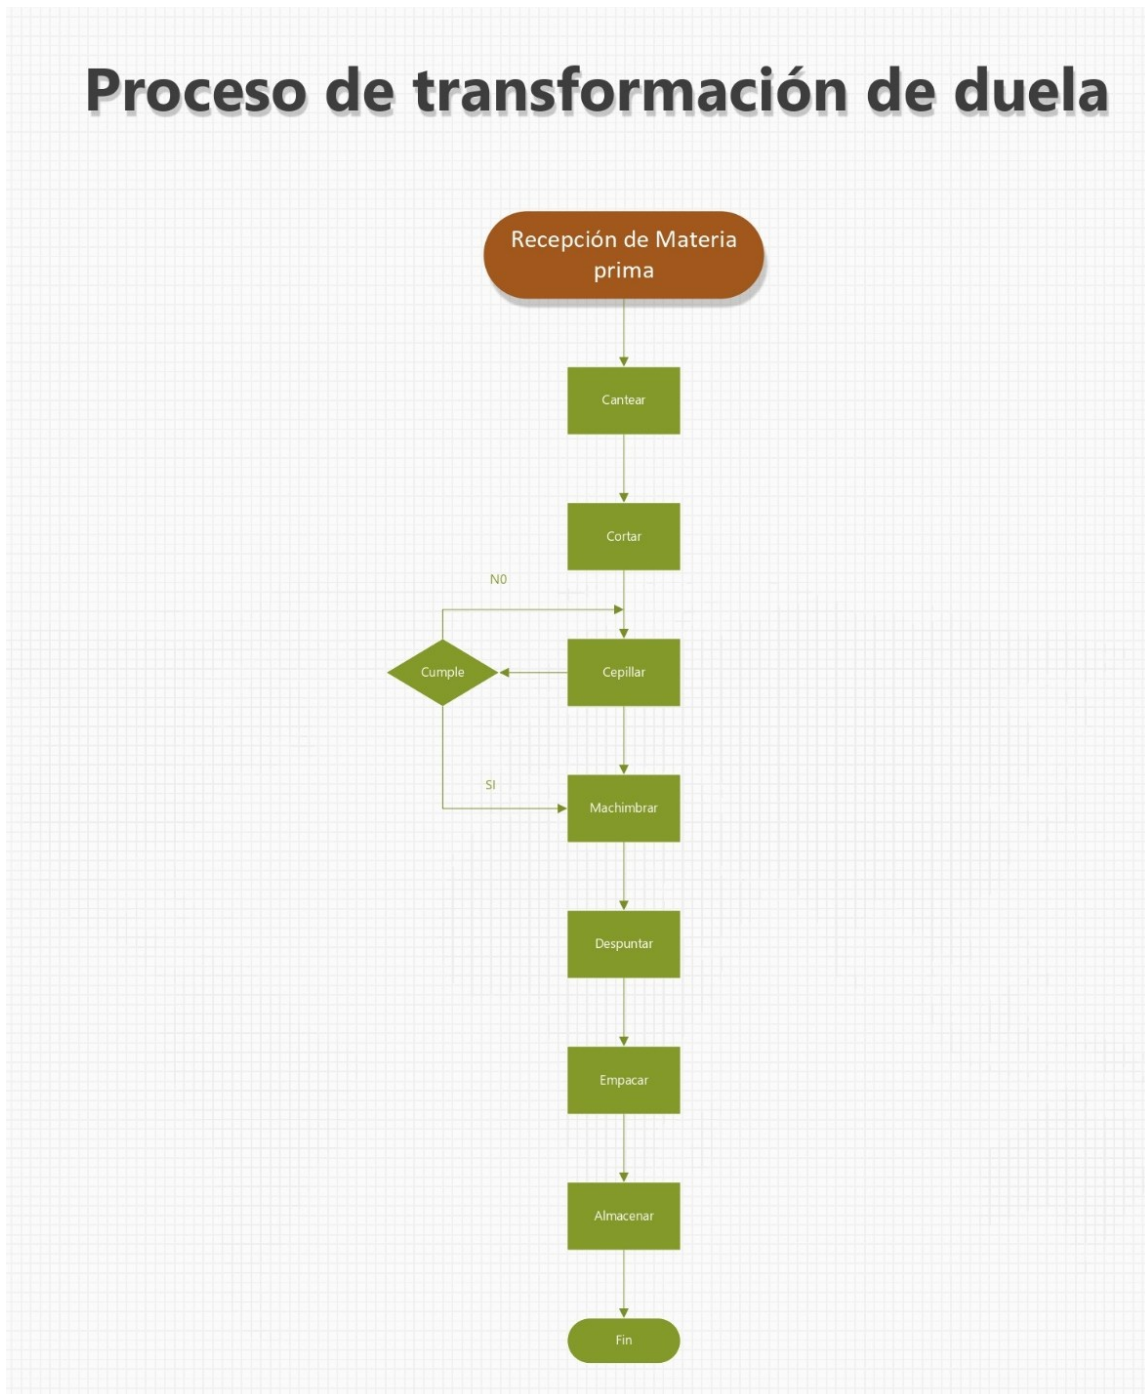 Proceso de transformación de duela
Recepción de Materia
prima
Cantear
Cortar
N0
Cumple
Cepillar
SI
Machimbrar
Despuntar
Empacar
Almacenar
Fin